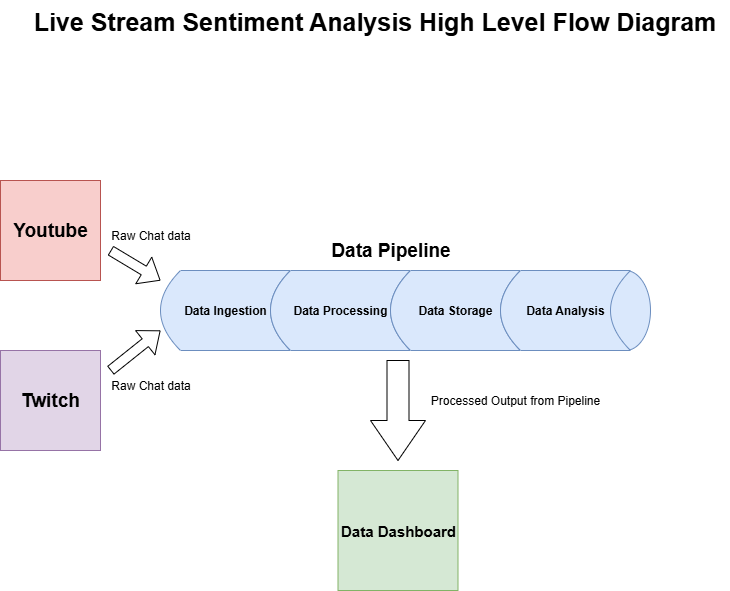 Live Stream Sentiment Analysis High Level Flow Diagram
Youtube
Raw Chat data
Data Pipeline
Data Ingestion
Data Processing
Data Storage
Data Analysis
Raw Chat data
Twitch
Processed Output from Pipeline
Data Dashboard